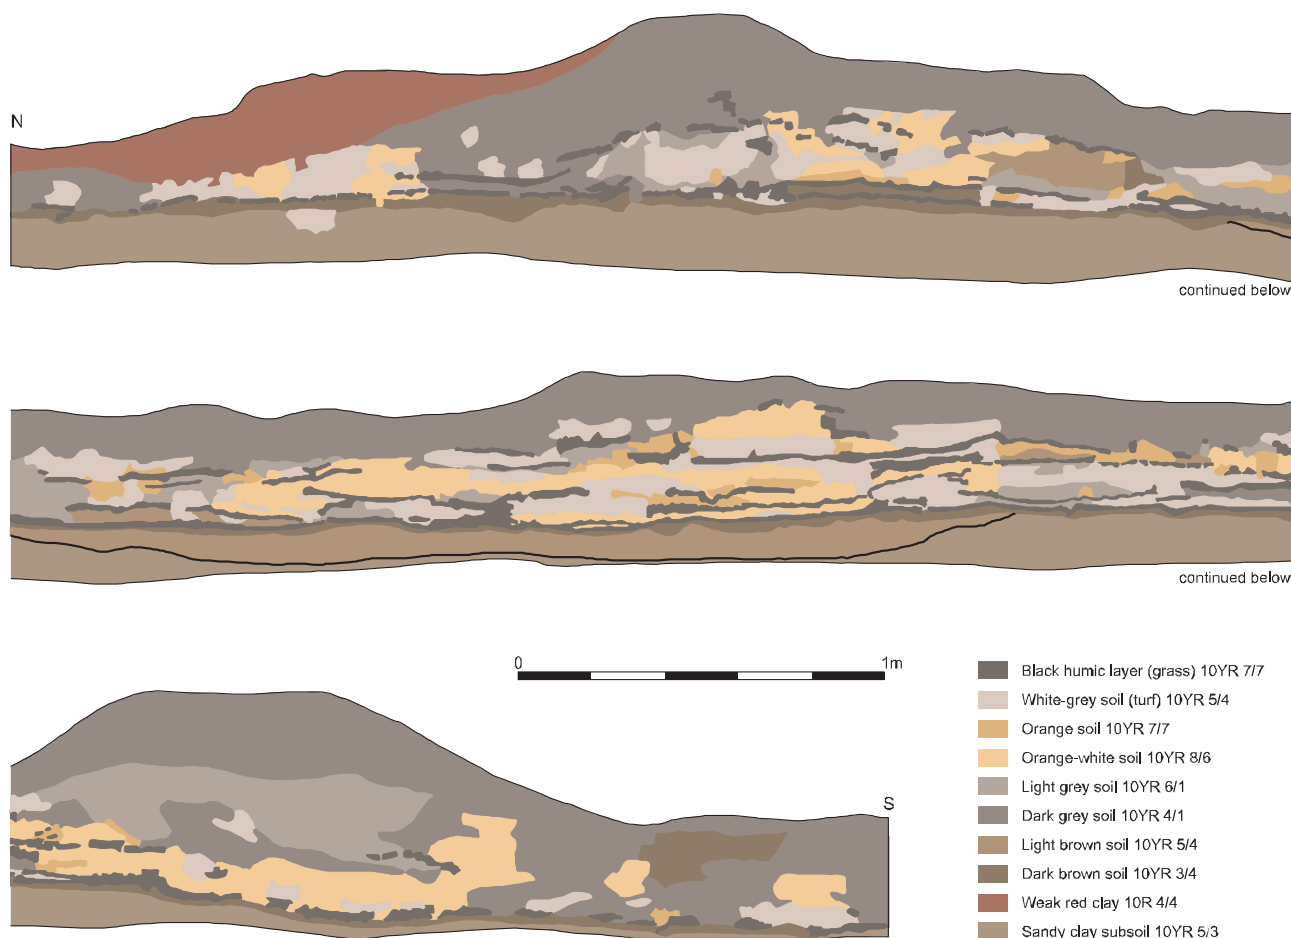 N
continued below
continued below
0 1m
Black humic layer (grass) 10YR 7/7
White-grey soil (turf) 10YR 5/4
Orange soil 10YR 7/7
Orange-white soil 10YR 8/6
Light grey soil 10YR 6/1
S
Dark grey soil 10YR 4/1
Light brown soil 10YR 5/4
Dark brown soil 10YR 3/4
Weak red clay 10R 4/4
Sandy clay subsoil 10YR 5/3